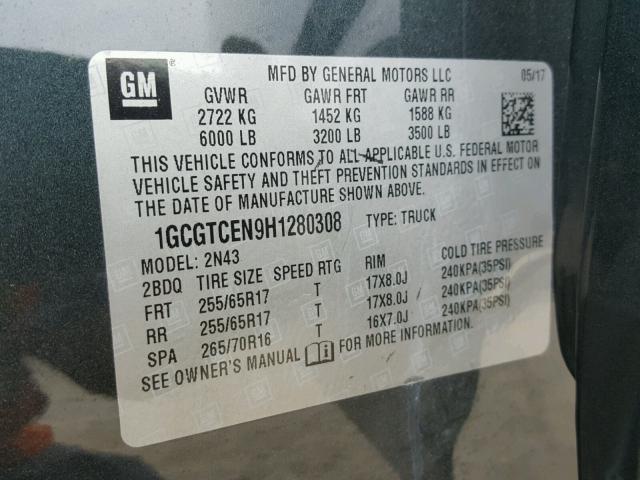 GM
MFD BY GENERAL MOTORS LLC 05/17
GVWR GAWR FRT GAWR RR
2722 KG 1452 KG 1588 KG
6000 LB 3200 LB 3500 LB
THIS VEHICLE CONFORMS TO ALL APPLICABLE U.S. FEDERAL MOTOR
VEHICLE SAFETY AND THEFT PREVENTION STANDARDS IN EFFECT ON
THE DATE OF MANUFACTURE SHOWN ABOVE.
1GCGTCEN9H1280308 TYPE: TRUCK
MODEL: 2N43
2BDQ TIRE SIZE SPEED RTG RIM COLD TIRE PRESSURE
FRT 255/65R17 T 17X8.0J 240KPA(35PSI)
RR 255/65R17 T 17X8.0J 240KPA(35PSI)
SPA 265/70R16 T 16X7.0J 240KPA(35PSI)
SEE OWNER'S MANUAL FOR MORE INFORMATION.